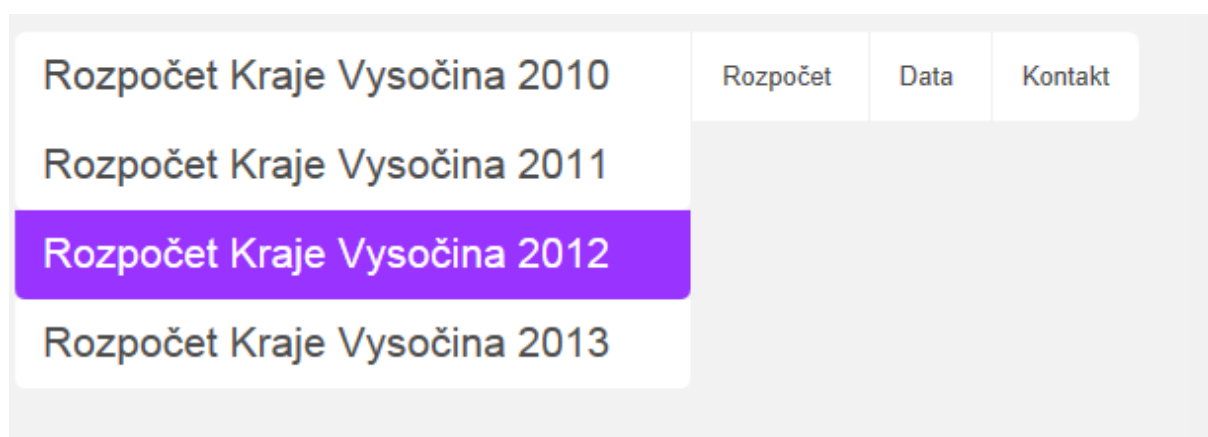 Rozpočet Kraje Vysočina 2010 Rozpočet Data Kontakt
Rozpočet Kraje Vysočina 2011
Rozpočet Kraje Vysočina 2012
Rozpočet Kraje Vysočina 2013